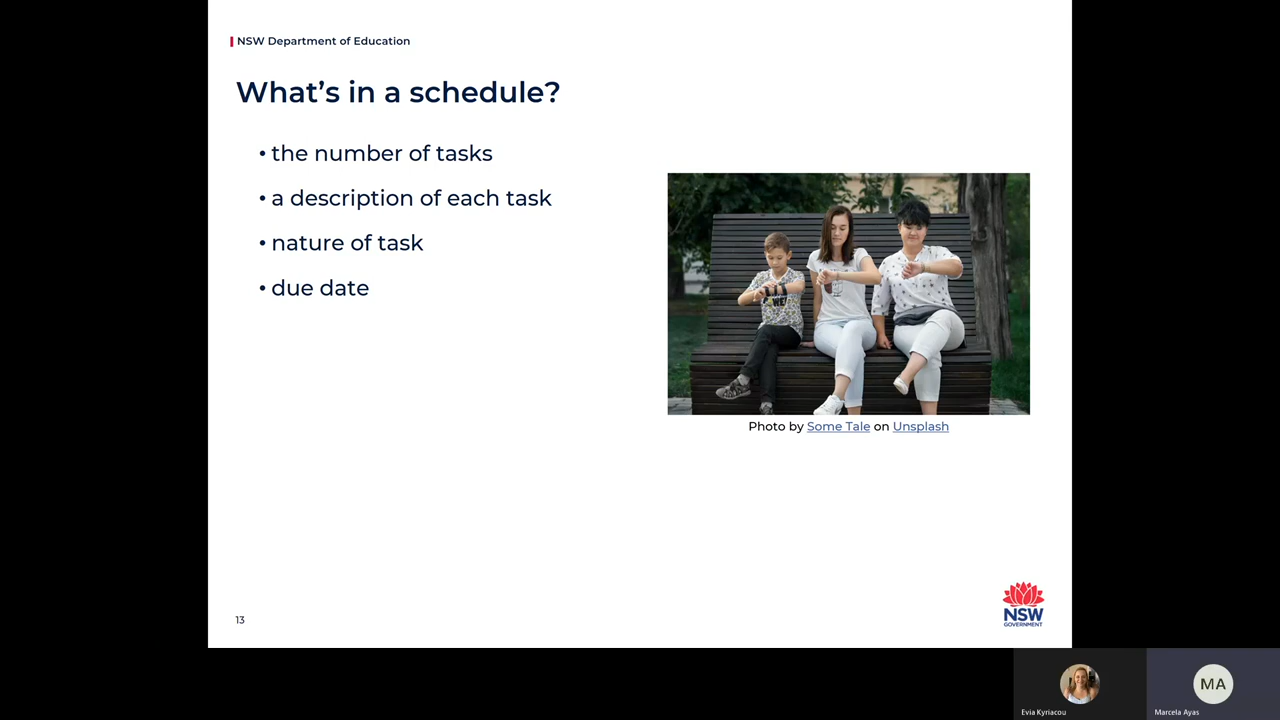 NSW Department of Education
What’s in a schedule?
• the number of tasks
• a description of each task
• nature of task
• due date
Photo by Some Tale on Unsplash
13
NSW
GOVERNMENT
MA
Evia Kyriacou
Marcela Ayas